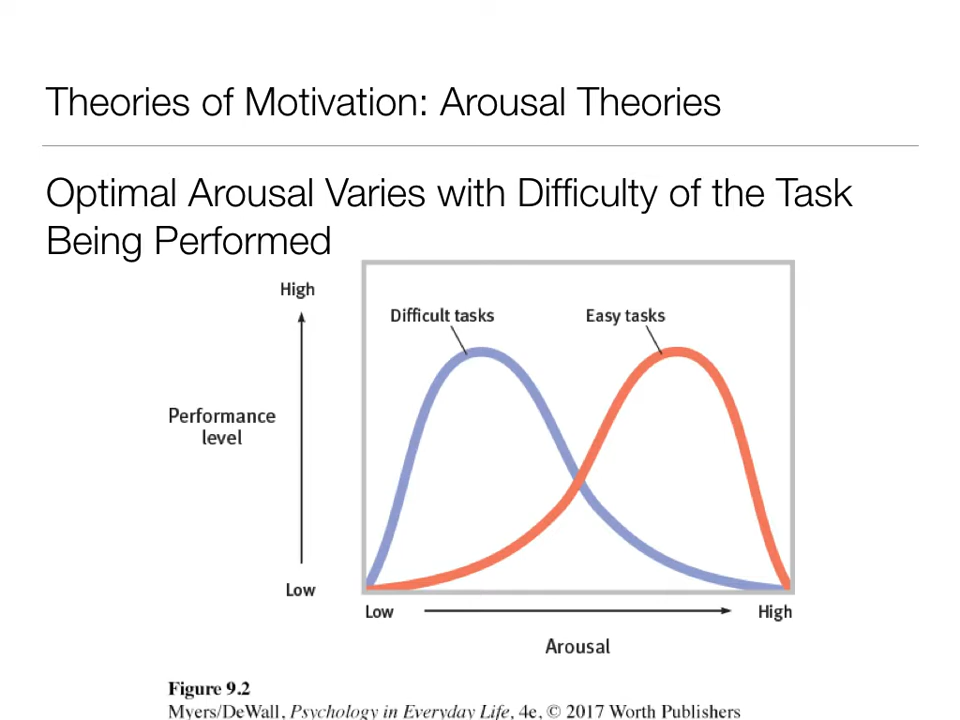 Theories of Motivation: Arousal Theories
Optimal Arousal Varies with Difficulty of the Task
Being Performed
High
Difficult tasks
Easy tasks
Performance
level
Low
Low
High
Arousal
Figure 9.2
Myers/DeWall, Psychology in Everyday Life, 4e, © 2017 Worth Publishers